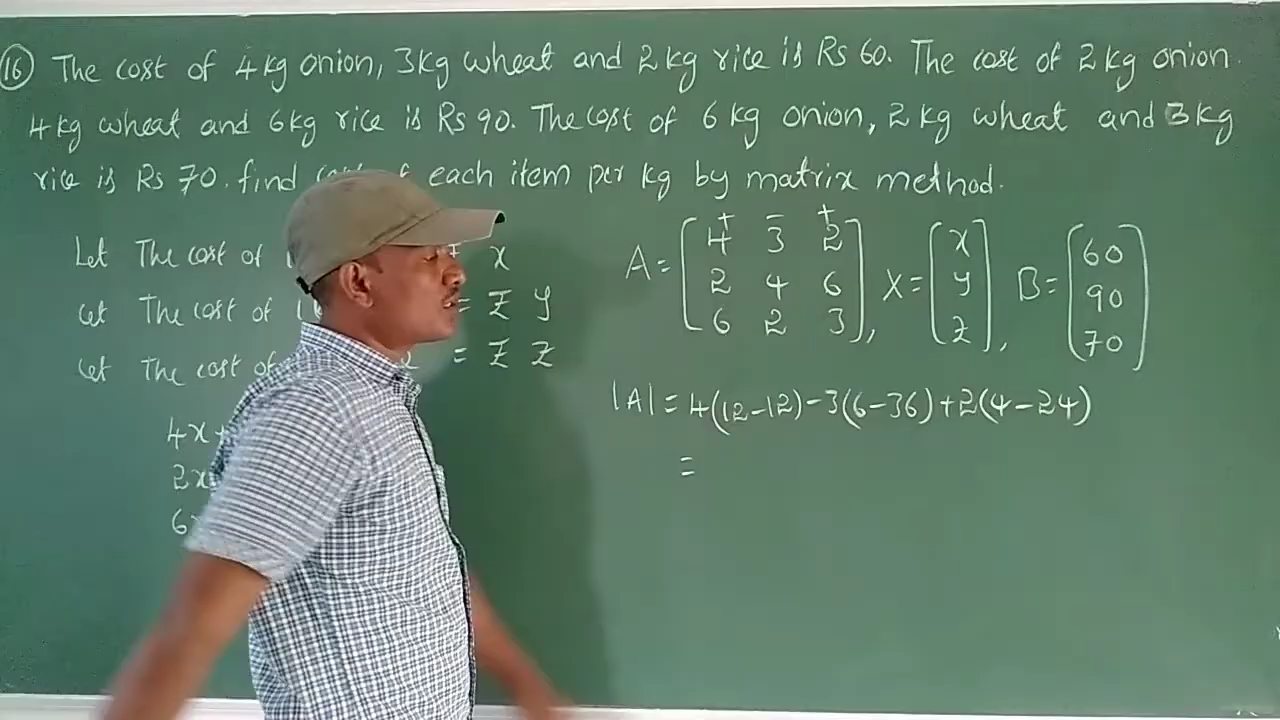 16 The cost of 4kg onion, 3kg wheat and 2kg rice is Rs 60. The cost of 2kg onion
4kg wheat and 6kg rice is Rs 90. The cost of 6kg onion, 2kg wheat and 3kg
rice is Rs 70. find each item per kg by matrix method.
Let The cost of x
Let The cost of = ₹ y
Let The cost of = ₹ z
4x+
2x
6
+ - +
A = [4 3 2
2 4 6
6 2 3], X = [x
y
z], B = [60
90
70]
|A| = 4(12-12)-3(6-36)+2(4-24)
=